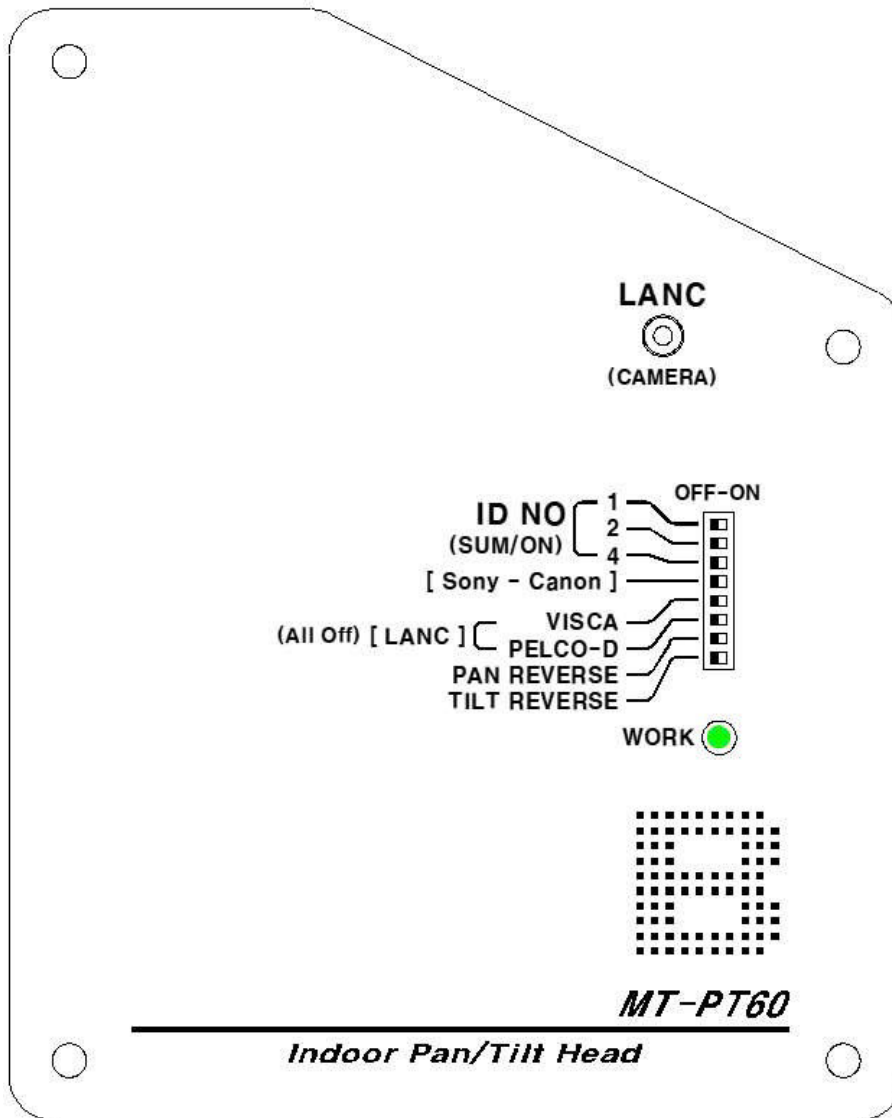 LANC
(CAMERA)
OFF-ON
ID NO
(SUM/ON)
1
2
4
[ Sony - Canon ]
(All Off) [ LANC ]
VISCA
PELCO-D
PAN REVERSE
TILT REVERSE
WORK
B
MT-PT60
Indoor Pan/Tilt Head